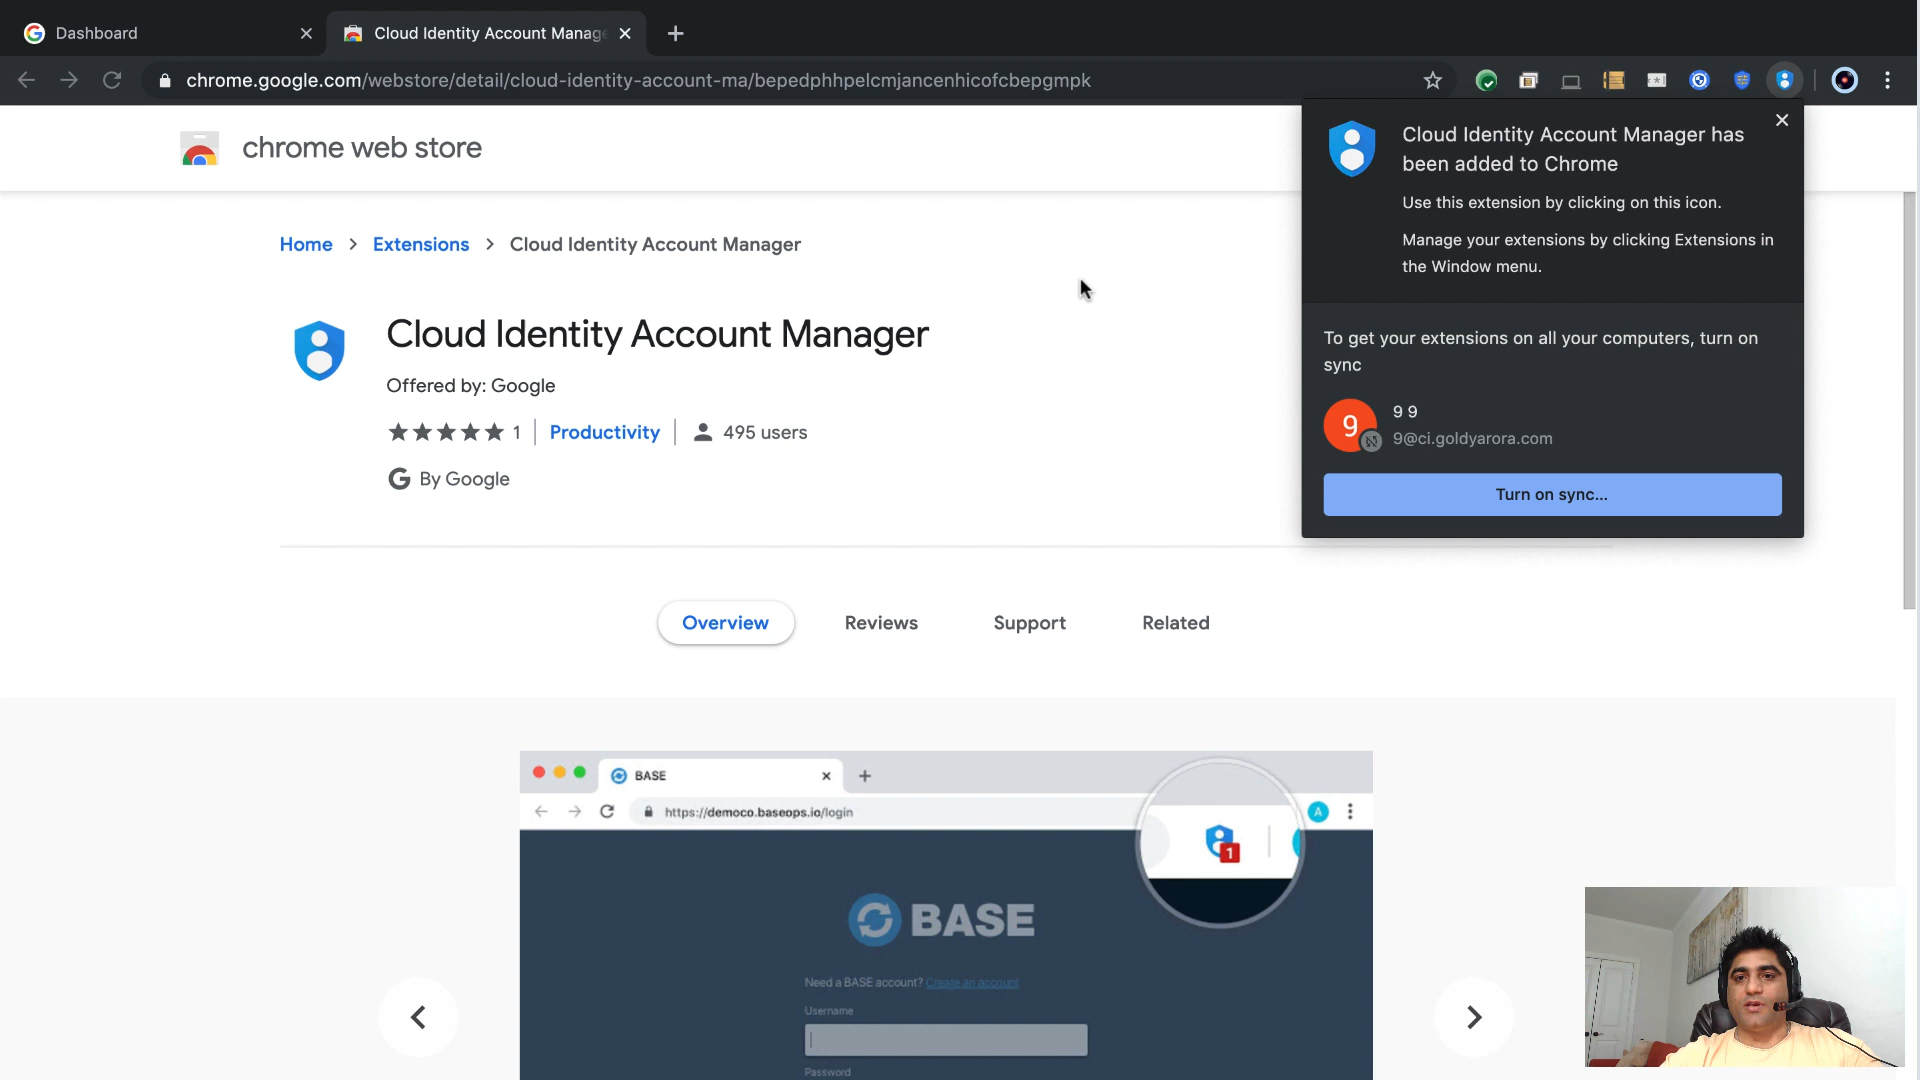 Dashboard
Cloud Identity Account Manage
chrome.google.com/webstore/detail/cloud-identity-account-ma/bepedphhpelcmjancenhicofcbepgmpk
chrome web store
Cloud Identity Account Manager has
been added to Chrome
Use this extension by clicking on this icon.
Manage your extensions by clicking Extensions in
the Window menu.
To get your extensions on all your computers, turn on
sync
9
9 9
9@ci.goldyarora.com
Turn on sync...
Home > Extensions > Cloud Identity Account Manager
Cloud Identity Account Manager
Offered by: Google
1 Productivity 495 users
By Google
Overview Reviews Support Related
BASE
https://democo.baseops.io/login
A
1
BASE
Need a BASE account? Create an account
Username
Password